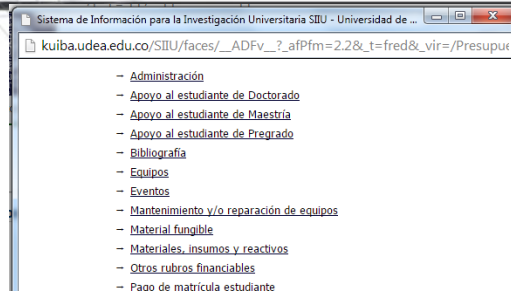 Sistema de Información para la Investigación Universitaria SIIU - Universidad de ...
kuiba.udea.edu.co/SIIU/faces/__ADFv__?_afPfm=2.2&_t=fred&_vir=/Presupue
→ Administración
→ Apoyo al estudiante de Doctorado
→ Apoyo al estudiante de Maestría
→ Apoyo al estudiante de Pregrado
→ Bibliografía
→ Equipos
→ Eventos
→ Mantenimiento y/o reparación de equipos
→ Material fungible
→ Materiales, insumos y reactivos
→ Otros rubros financiables
→ Pago de matrícula estudiante